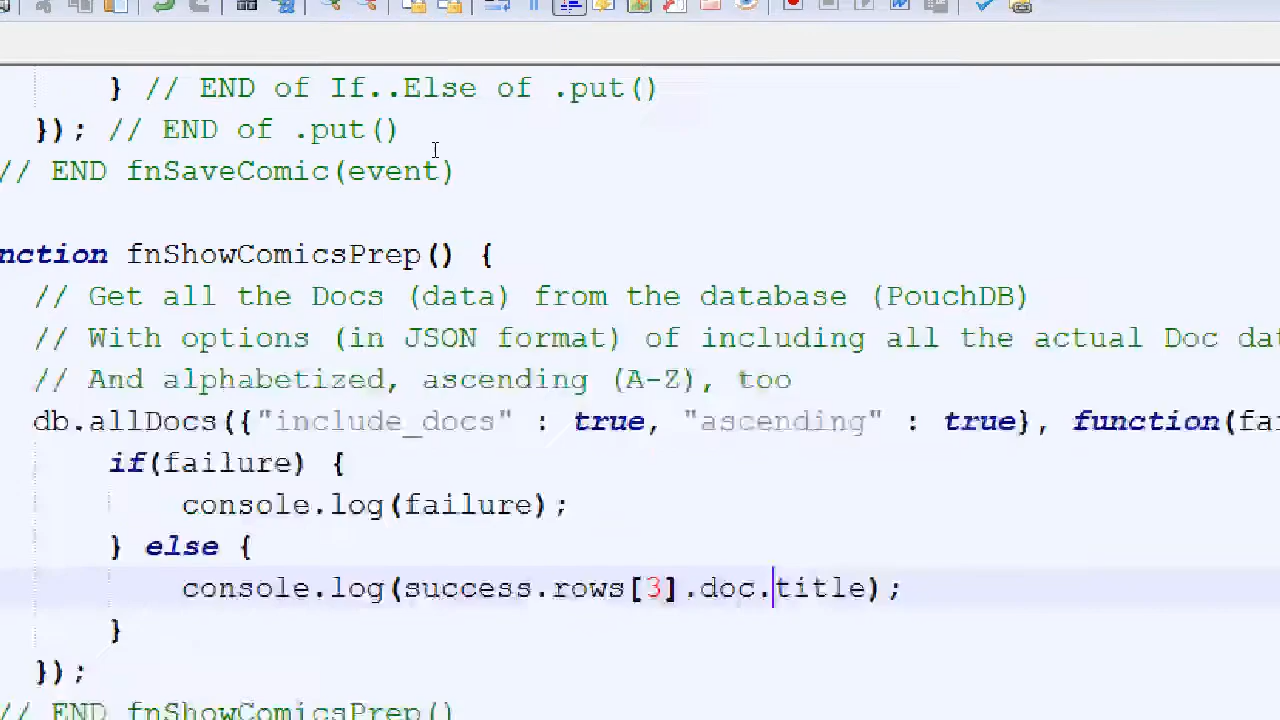 } // END of If..Else of .put()
}); // END of .put()
// END fnSaveComic(event)
nction fnShowComicsPrep() {
// Get all the Docs (data) from the database (PouchDB)
// With options (in JSON format) of including all the actual Doc dat
// And alphabetized, ascending (A-Z), too
db.allDocs({"include_docs" : true, "ascending" : true}, function(fai
if(failure) {
console.log(failure);
} else {
console.log(success.rows[3].doc.title);
}
});
// END fnShowComicsPrep()